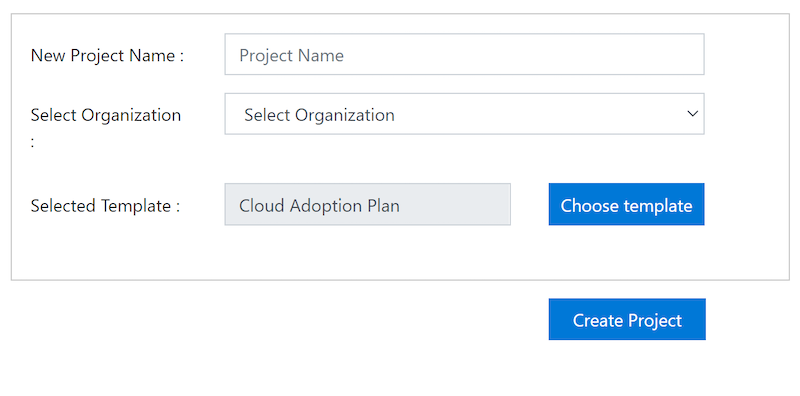 New Project Name :
Project Name
Select Organization
:
Select Organization
Selected Template :
Cloud Adoption Plan
Choose template
Create Project